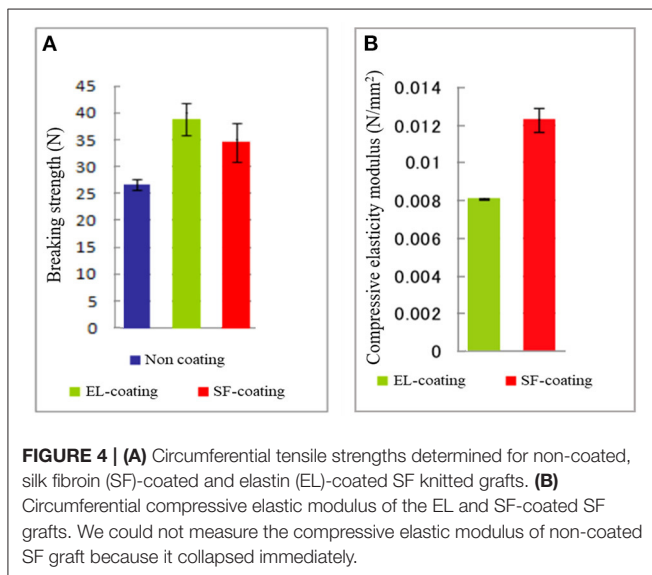 A
Breaking strength (N)
45
40
35
30
25
20
15
10
5
0
Non coating
EL-coating SF-coating
B
Compressive elasticity modulus (N/mm²)
0.014
0.012
0.01
0.008
0.006
0.004
0.002
0
EL-coating SF-coating
FIGURE 4 | (A) Circumferential tensile strengths determined for non-coated,
silk fibroin (SF)-coated and elastin (EL)-coated SF knitted grafts. (B)
Circumferential compressive elastic modulus of the EL and SF-coated SF
grafts. We could not measure the compressive elastic modulus of non-coated
SF graft because it collapsed immediately.